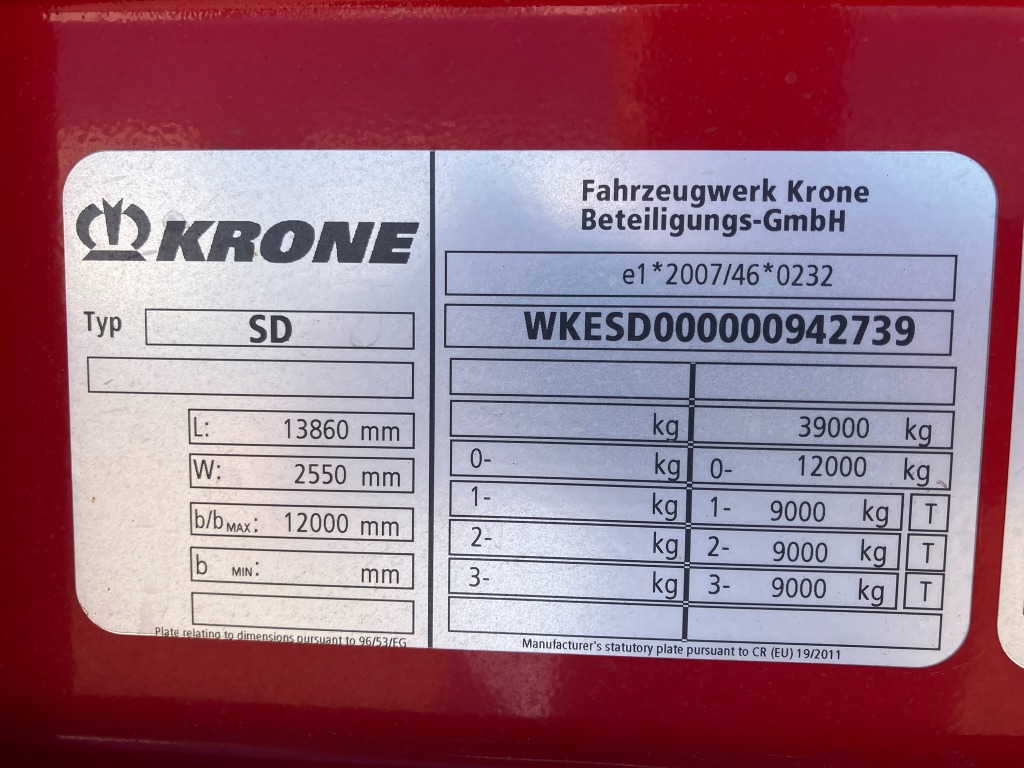 KRONE
Typ SD
L: 13860 mm
W: 2550 mm
b/b MAX: 12000 mm
b MIN: mm
Plate relating to dimensions pursuant to 96/53/EG
Fahrzeugwerk Krone
Beteiligungs-GmbH
e1*2007/46*0232
WKESD000000942739
kg 39000 kg
0- kg 0- 12000 kg
1- kg 1- 9000 kg T
2- kg 2- 9000 kg T
3- kg 3- 9000 kg T
Manufacturer's statutory plate pursuant to CR (EU) 19/2011